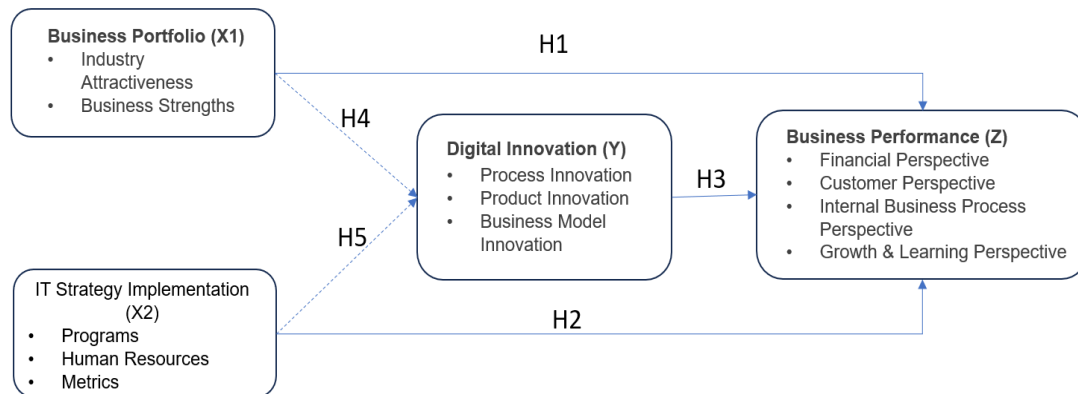 Business Portfolio (X1)
• Industry
Attractiveness
• Business Strengths
H1
H4
Digital Innovation (Y)
• Process Innovation
• Product Innovation
• Business Model
Innovation
H3
Business Performance (Z)
• Financial Perspective
• Customer Perspective
• Internal Business Process
Perspective
• Growth & Learning Perspective
H5
IT Strategy Implementation
(X2)
• Programs
• Human Resources
• Metrics
H2